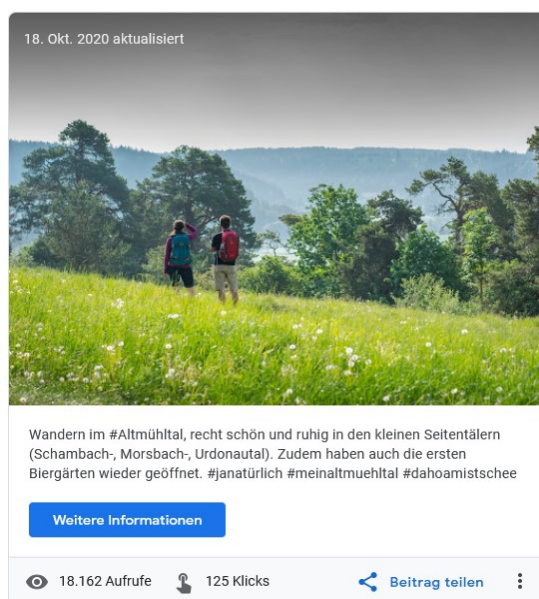 18. Okt. 2020 aktualisiert
Wandern im #Altmühltal, recht schön und ruhig in den kleinen Seitentälern
(Schambach-, Morsbach-, Urdonautal). Zudem haben auch die ersten
Biergärten wieder geöffnet. #janatürlich #meinaltmuehltal #dahoamistschee
Weitere Informationen
18.162 Aufrufe 125 Klicks Beitrag teilen